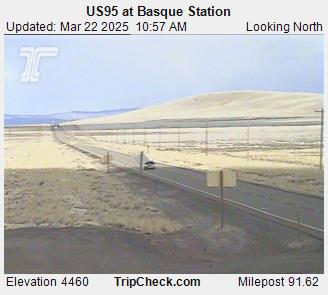 US95 at Basque Station
Updated: Mar 22 2025 10:57 AM Looking North
Elevation 4460 TripCheck.com Milepost 91.62